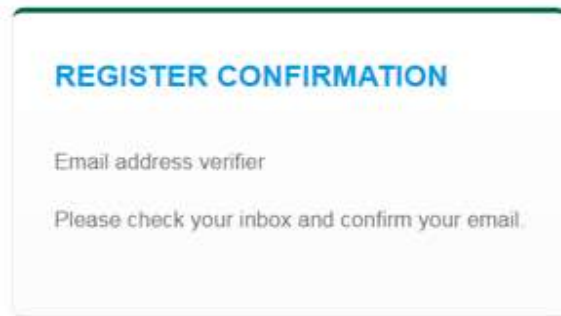 REGISTER CONFIRMATION
Email address verifier
Please check your inbox and confirm your email.